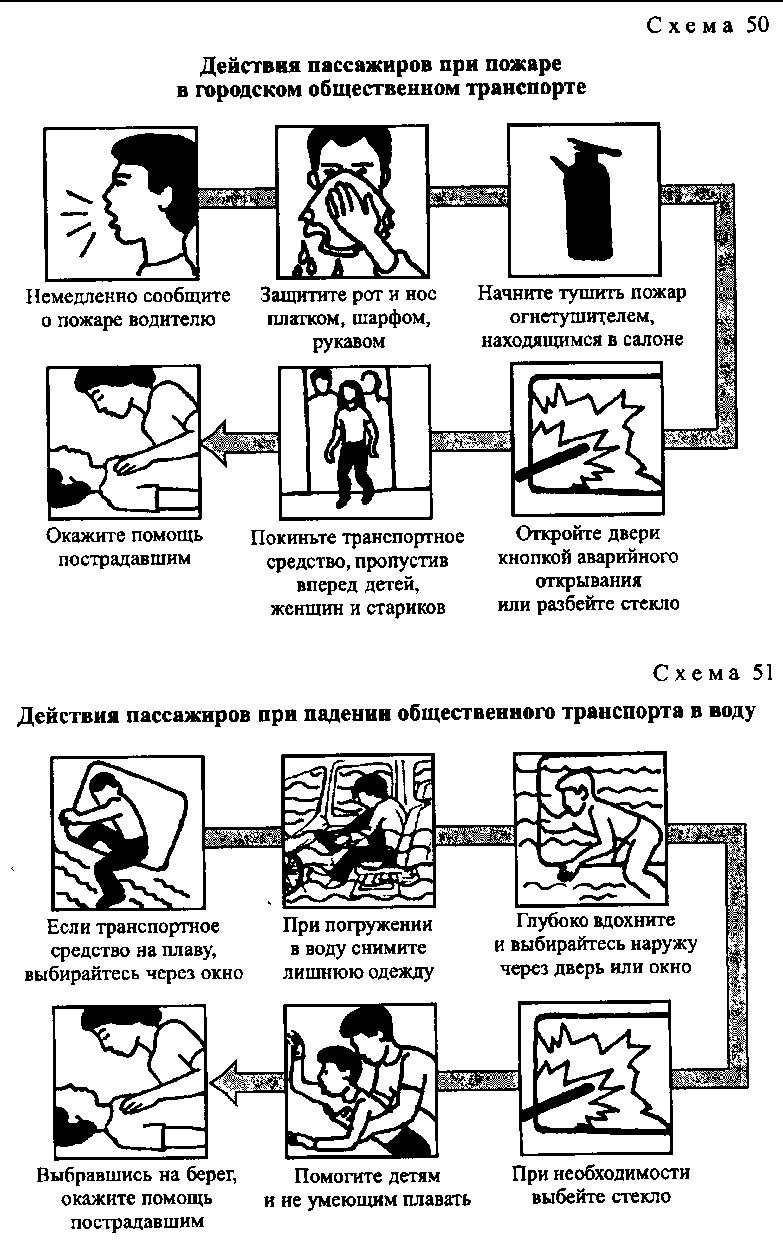 Схема 50
Действия пассажиров при пожаре
в городском общественном транспорте
Немедленно сообщите
о пожаре водителю
Защитите рот и нос
платком, шарфом,
рукавом
Начните тушить пожар
огнетушителем,
находящимся в салоне
Окажите помощь
пострадавшим
Покиньте транспортное
средство, пропустив
вперед детей,
женщин и стариков
Откройте двери
кнопкой аварийного
открывания
или разбейте стекло
Схема 51
Действия пассажиров при падении общественного транспорта в воду
Если транспортное
средство на плаву,
выбирайтесь через окно
При погружении
в воду снимите
лишнюю одежду
Глубоко вдохните
и выбирайтесь наружу
через дверь или окно
Выбравшись на берег,
окажите помощь
пострадавшим
Помогите детям
и не умеющим плавать
При необходимости
выбейте стекло